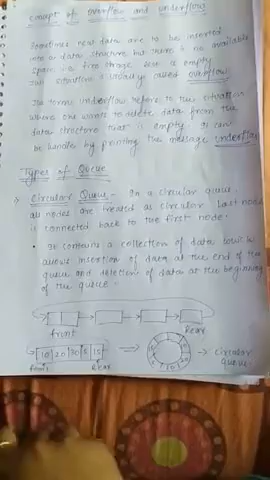 concept of overflow and underflow
Sometimes new data are to be inserted
into a data structure but there is no available
space i.e. free storage list is empty
this situation is usually called overflow
The terms underflow refers to the situation
where one wants to delete data from the
data structure that is empty. It can
be handle by printing the message underflow
Types of Queue
Circular Queue - In a circular queue
all nodes are treated as circular Last node
is connected back to the first node.
• It contains a collection of data which
allows insertion of data at the end of the
queue and deletion of data at the beginning
of the queue.
front Rear
10 20 30 5 15 ⇒ → circular
queue
front Rear